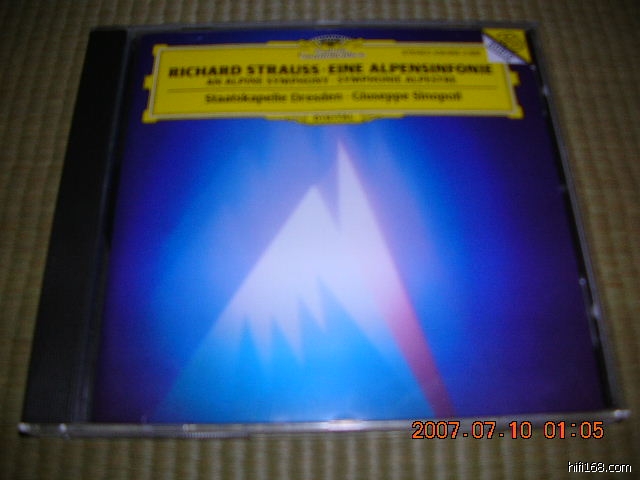 RICHARD STRAUSS · EINE ALPENSINFONIE
AN ALPINE SYMPHONY · SYMPHONIE ALPESTRE
Staatskapelle Dresden · Giuseppe Sinopoli
DIGITAL
2007.07.10 01:05
hifi168.com